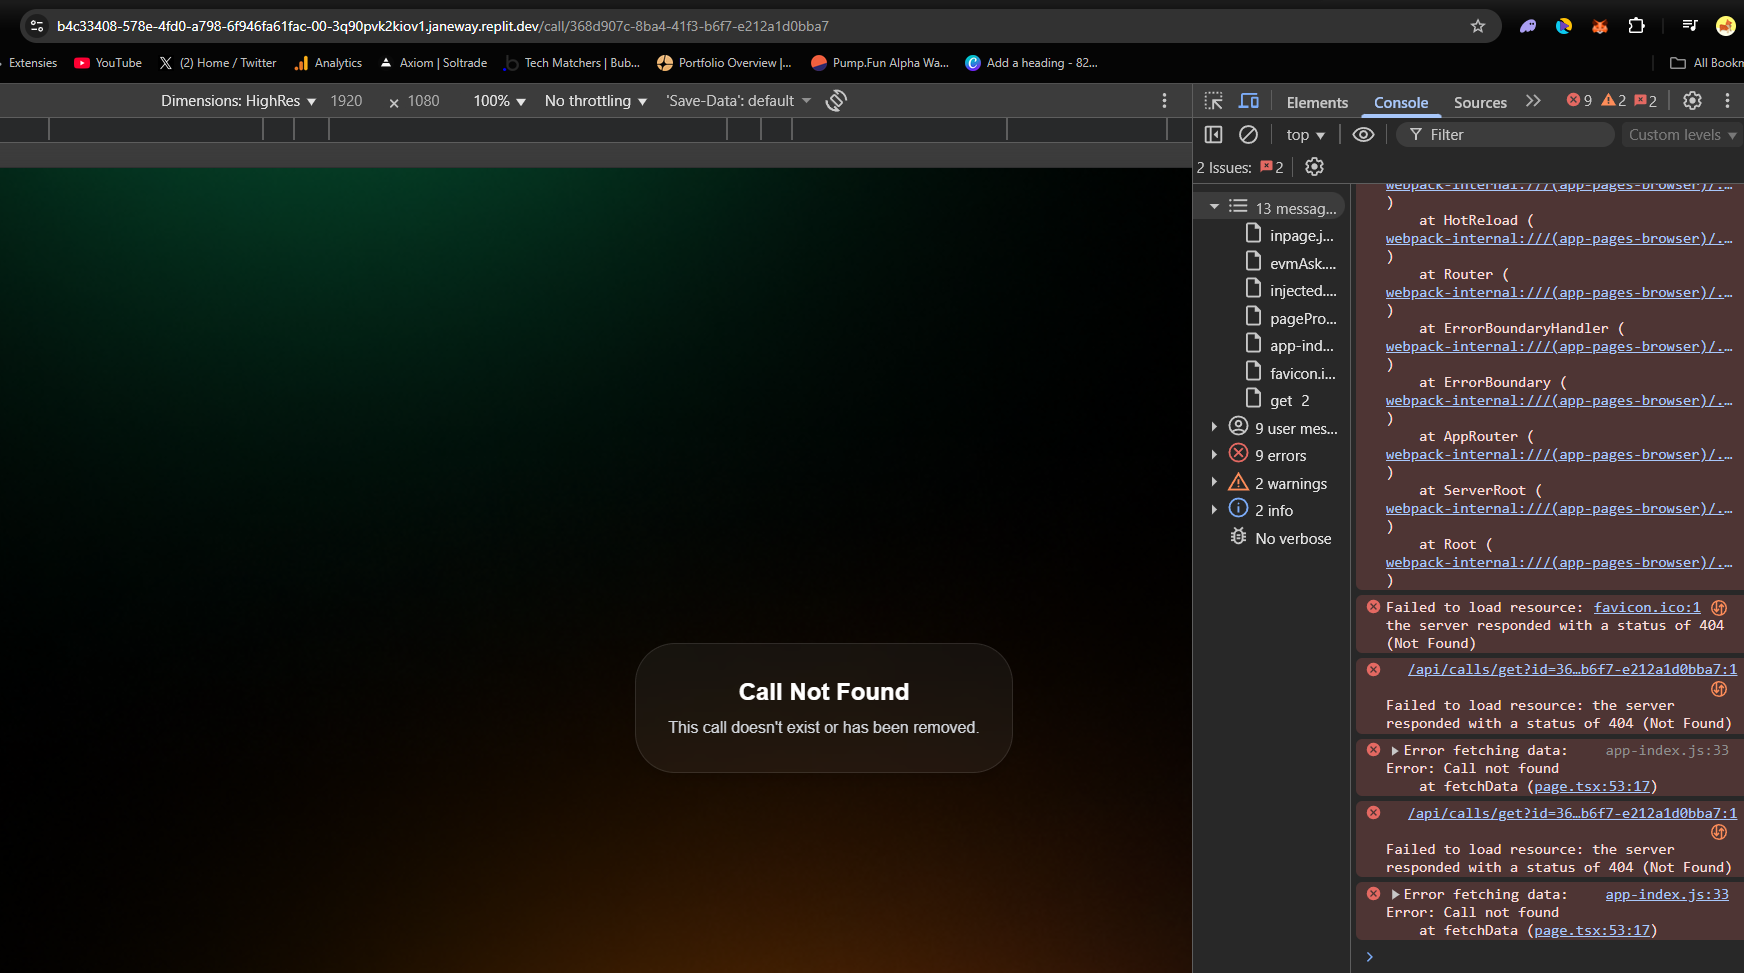 b4c33408-578e-4fd0-a798-6f946fa61fac-00-3q90pvk2kiov1.janeway.replit.dev/call/368d907c-8ba4-41f3-b6f7-e212a1d0bba7
Extensies YouTube (2) Home / Twitter Analytics Axiom | Soltrade Tech Matchers | Bub... Portfolio Overview |... Pump.Fun Alpha Wa... Add a heading - 82... All Bookm
Dimensions: HighRes ▼ 1920 × 1080 100% ▼ No throttling ▼ 'Save-Data': default ▼
Elements Console Sources 9 2 2
top ▼ Filter Custom levels ▼
2 Issues: 2
13 messag...
inpage.j...
evmAsk....
injected....
pagePro...
app-ind...
favicon.i...
get 2
9 user mes...
9 errors
2 warnings
2 info
No verbose
webpack-internal:///(app-pages-browser)/.…
)
at HotReload (
webpack-internal:///(app-pages-browser)/.…
)
at Router (
webpack-internal:///(app-pages-browser)/.…
)
at ErrorBoundaryHandler (
webpack-internal:///(app-pages-browser)/.…
)
at ErrorBoundary (
webpack-internal:///(app-pages-browser)/.…
)
at AppRouter (
webpack-internal:///(app-pages-browser)/.…
)
at ServerRoot (
webpack-internal:///(app-pages-browser)/.…
)
at Root (
webpack-internal:///(app-pages-browser)/.…
)
Failed to load resource: favicon.ico:1
the server responded with a status of 404
(Not Found)
/api/calls/get?id=36…b6f7-e212a1d0bba7:1
Failed to load resource: the server
responded with a status of 404 (Not Found)
Error fetching data: app-index.js:33
Error: Call not found
at fetchData (page.tsx:53:17)
/api/calls/get?id=36…b6f7-e212a1d0bba7:1
Failed to load resource: the server
responded with a status of 404 (Not Found)
Error fetching data: app-index.js:33
Error: Call not found
at fetchData (page.tsx:53:17)
Call Not Found
This call doesn't exist or has been removed.